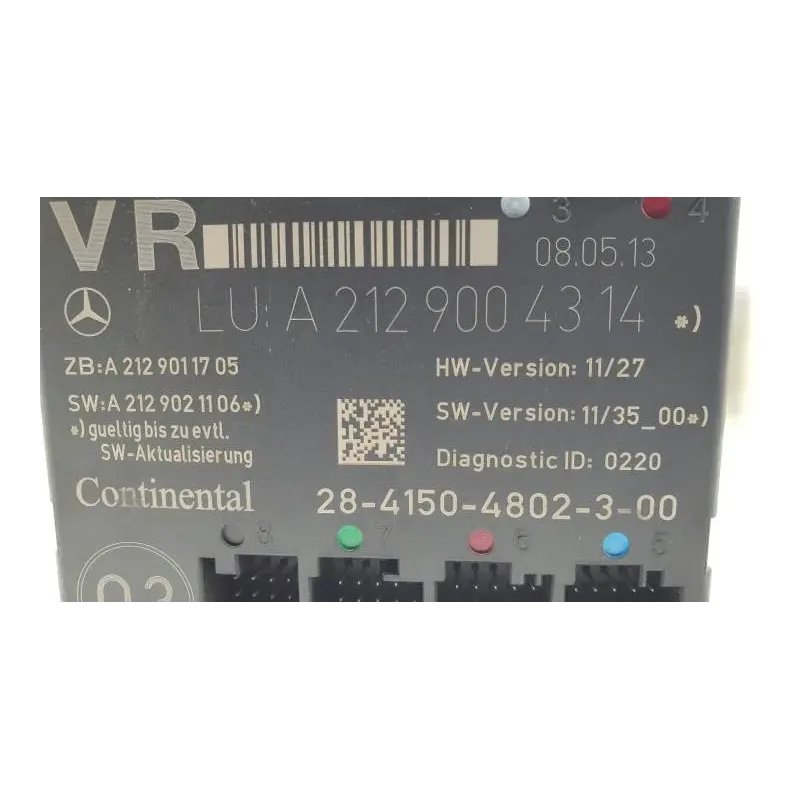 VR
3
4
08.05.13
LU: A 212 900 43 14 *)
ZB: A 212 901 17 05
HW-Version: 11/27
SW: A 212 902 11 06*)
SW-Version: 11/35_00*)
*) gueltig bis zu evtl.
SW-Aktualisierung
Diagnostic ID: 0220
Continental
28-4150-4802-3-00
8
7
6
5